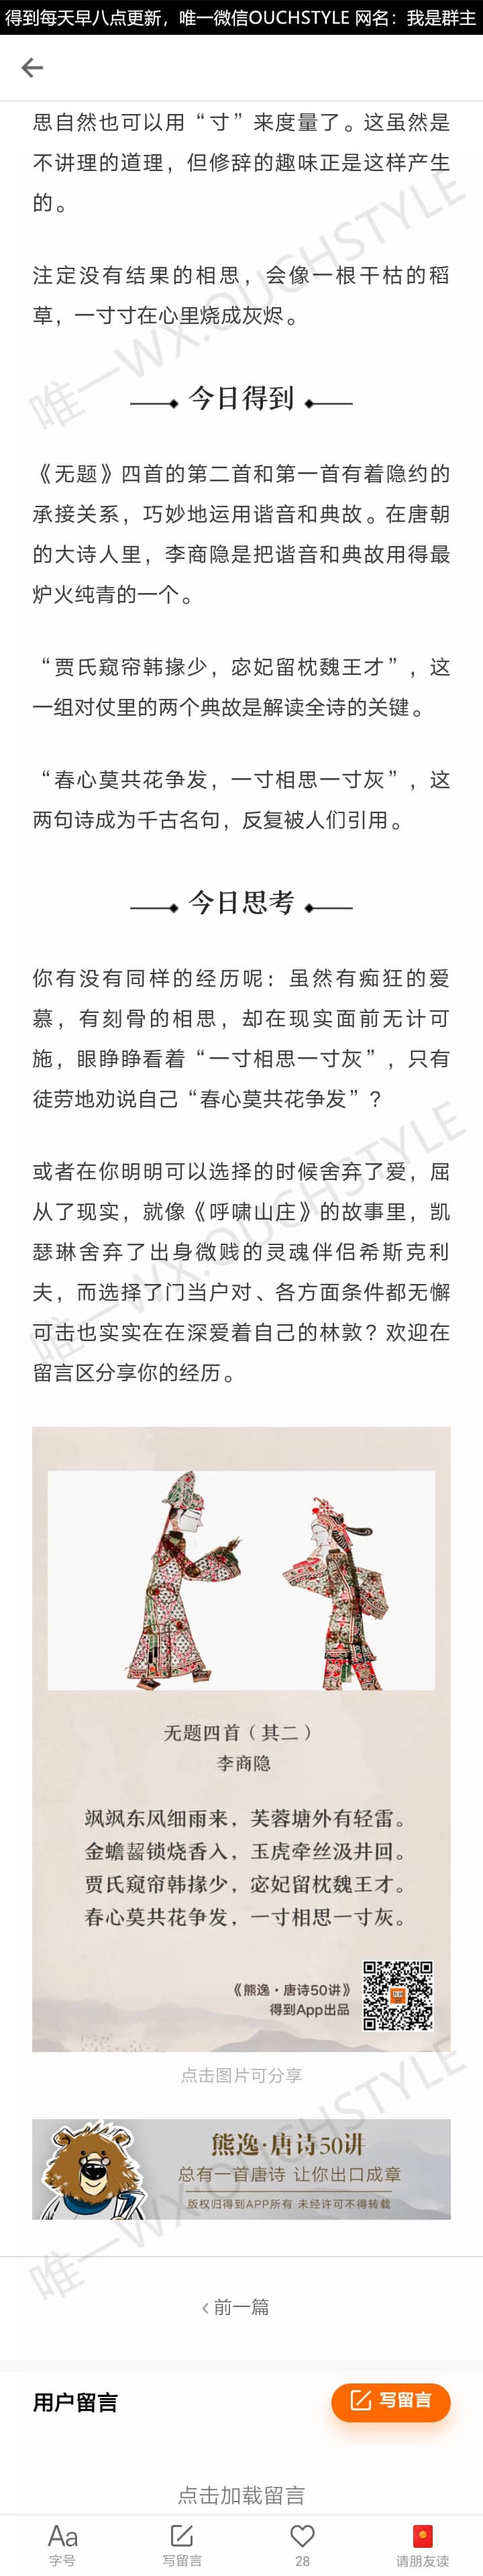 得到每天早八点更新，唯一微信OUCHSTYLE 网名：我是群主
思自然也可以用“寸”来度量了。这虽然是
不讲理的道理，但修辞的趣味正是这样产生
的。
注定没有结果的相思，会像一根干枯的稻
草，一寸寸在心里烧成灰烬。
唯一WX.OUCHSTYLE
今日得到
《无题》四首的第二首和第一首有着隐约的
承接关系，巧妙地运用谐音和典故。在唐朝
的大诗人里，李商隐是把谐音和典故用得最
炉火纯青的一个。
“贾氏窥帘韩掾少，宓妃留枕魏王才”，这
一组对仗里的两个典故是解读全诗的关键。
“春心莫共花争发，一寸相思一寸灰”，这
两句诗成为千古名句，反复被人们引用。
今日思考
你有没有同样的经历呢：虽然有痴狂的爱
慕，有刻骨的相思，却在现实面前无计可
施，眼睁睁看着“一寸相思一寸灰”，只有
徒劳地劝说自己“春心莫共花争发”？
或者在你明明可以选择的时候舍弃了爱，屈
从了现实，就像《呼啸山庄》的故事里，凯
瑟琳舍弃了出身微贱的灵魂伴侣希斯克利
夫，而选择了门当户对、各方面条件都无懈
可击也实实在在深爱着自己的林敦？欢迎在
留言区分享你的经历。
唯一WX.OUCHSTYLE
无题四首（其二）
李商隐
飒飒东风细雨来，芙蓉塘外有轻雷。
金蟾齧锁烧香入，玉虎牵丝汲井回。
贾氏窥帘韩掾少，宓妃留枕魏王才。
春心莫共花争发，一寸相思一寸灰。
《熊逸·唐诗50讲》
得到App出品
点击图片可分享
熊逸·唐诗50讲
总有一首唐诗 让你出口成章
版权归得到APP所有 未经许可不得转载
唯一WX.OUCHSTYLE
前一篇
用户留言
写留言
点击加载留言
Aa
字号
写留言
28
请朋友读